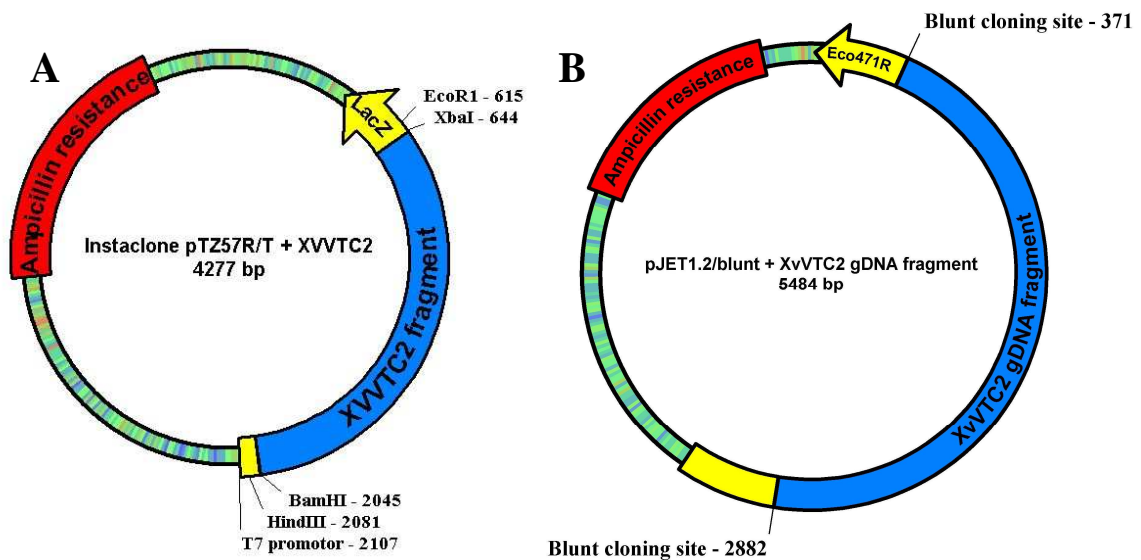 A
Ampicillin resistance
LacZ
EcoR1 - 615
XbaI - 644
Instaclone pTZ57R/T + XVVTC2
4277 bp
XVVTC2 fragment
BamHI - 2045
HindIII - 2081
T7 promotor - 2107
B
Blunt cloning site - 371
Eco471R
Ampicillin resistance
pJET1.2/blunt + XvVTC2 gDNA fragment
5484 bp
XvVTC2 gDNA fragment
Blunt cloning site - 2882